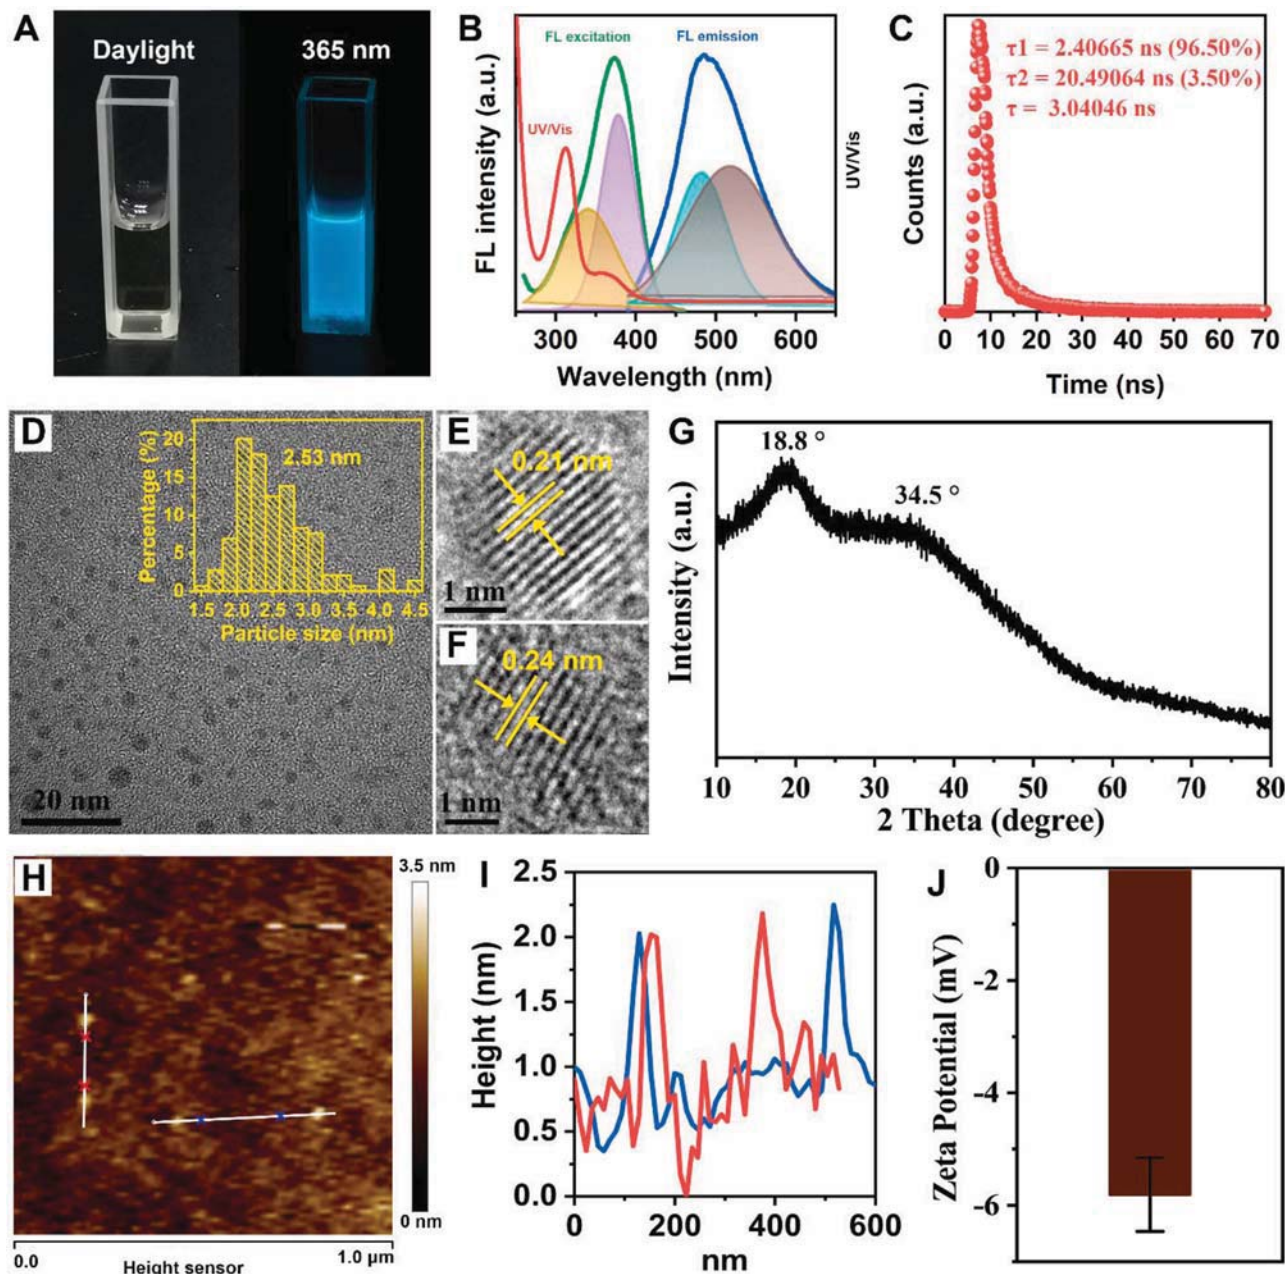 A
Daylight
365 nm
B
FL excitation
FL emission
UV/Vis
FL intensity (a.u.)
UV/Vis
300 400 500 600
Wavelength (nm)
C
τ1 = 2.40665 ns (96.50%)
τ2 = 20.49064 ns (3.50%)
τ = 3.04046 ns
Counts (a.u.)
0 10 20 30 40 50 60 70
Time (ns)
D
2.53 nm
Percentage (%)
20
15
10
5
0
1.5 2.0 2.5 3.0 3.5 4.0 4.5
Particle size (nm)
20 nm
E
0.21 nm
1 nm
F
0.24 nm
1 nm
G
18.8 °
34.5 °
Intensity (a.u.)
10 20 30 40 50 60 70 80
2 Theta (degree)
H
3.5 nm
0 nm
0.0
1.0 µm
Height sensor
I
Height (nm)
2.5
2.0
1.5
1.0
0.5
0.0
0 200 400 600
nm
J
Zeta Potential (mV)
0
-2
-4
-6